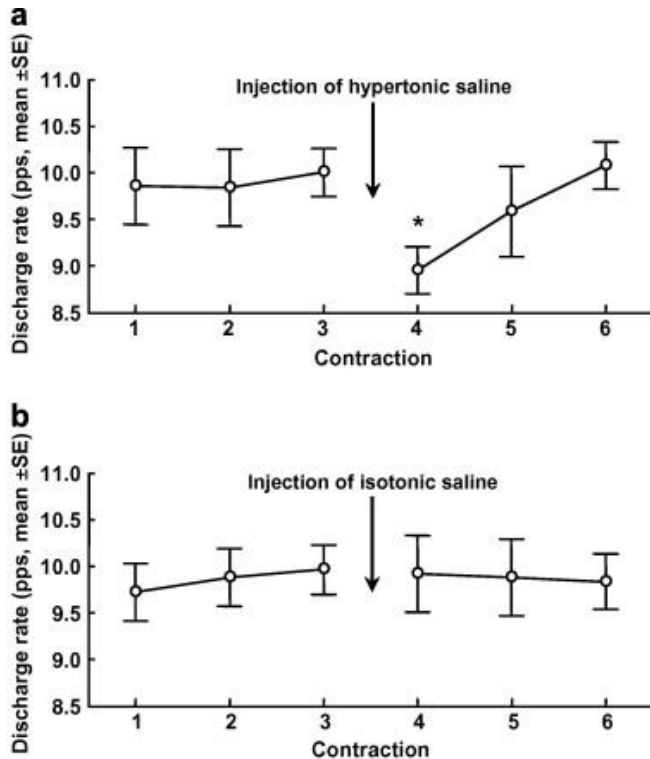 a
Discharge rate (pps, mean ±SE)
11.0
10.5
10.0
9.5
9.0
8.5
Injection of hypertonic saline
*
1 2 3 4 5 6
Contraction
b
Discharge rate (pps, mean ±SE)
11.0
10.5
10.0
9.5
9.0
8.5
Injection of isotonic saline
1 2 3 4 5 6
Contraction